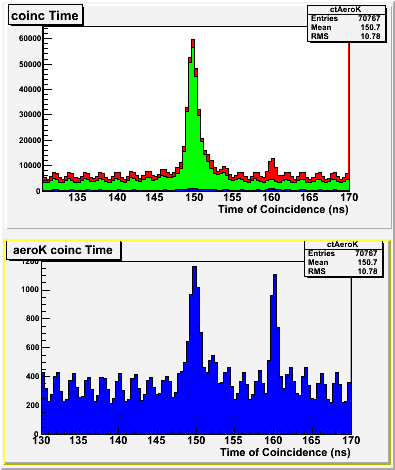 coinc Time
ctAeroK
Entries 70767
Mean 150.7
RMS 10.78
60000
50000
40000
30000
20000
10000
0
135 140 145 150 155 160 165 170
Time of Coincidence (ns)
aeroK coinc Time
ctAeroK
Entries 70767
Mean 150.7
RMS 10.78
1200
1000
800
600
400
200
0
130 135 140 145 150 155 160 165 170
Time of Coincidence (ns)